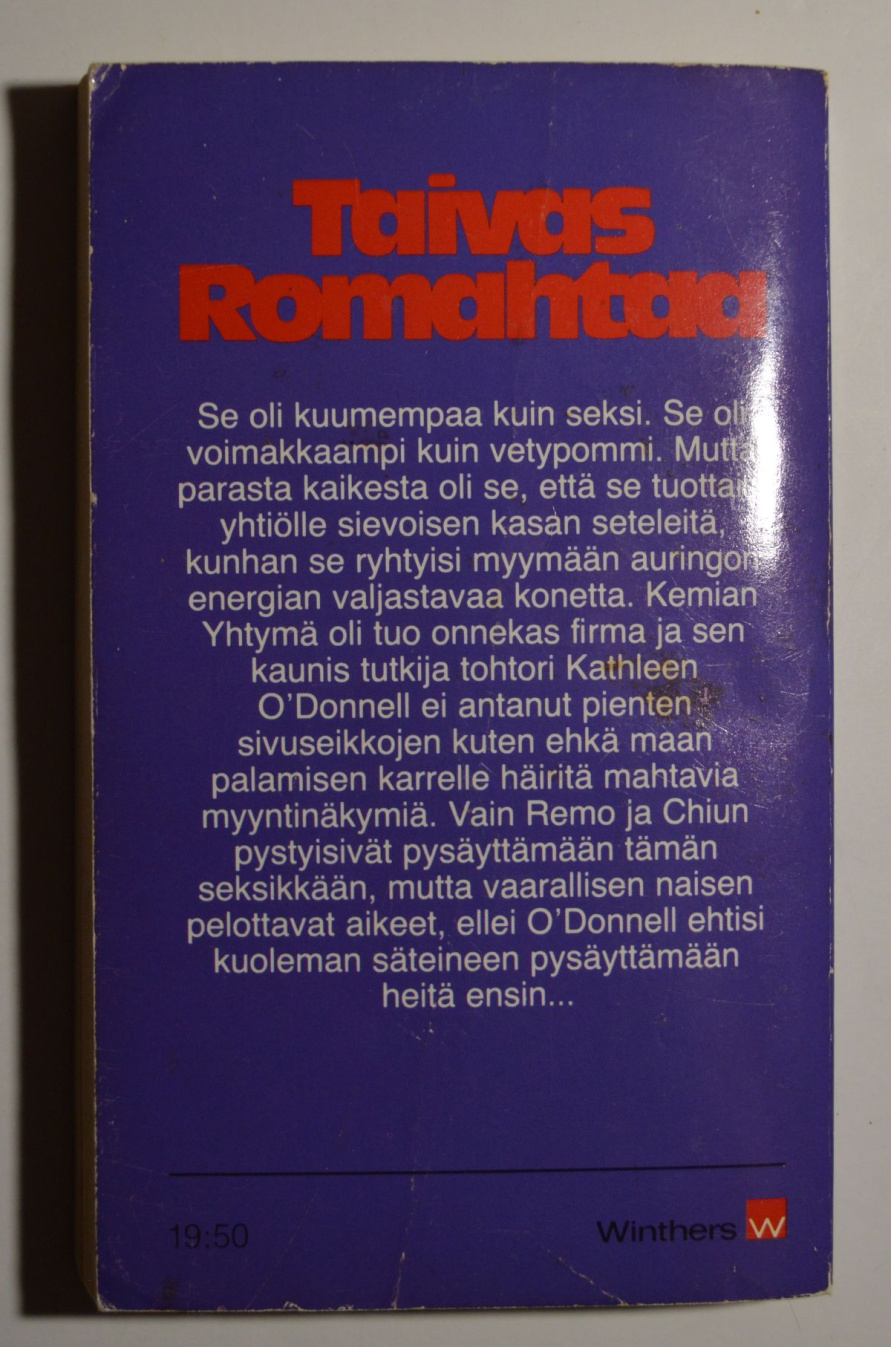 Taivas
Romahtaa
Se oli kuumempaa kuin seksi. Se oli
voimakkaampi kuin vetypommi. Mutta
parasta kaikesta oli se, että se tuottaisi
yhtiölle sievoisen kasan seteleitä,
kunhan se ryhtyisi myymään auringon
energian valjastavaa konetta. Kemian
Yhtymä oli tuo onnekas firma ja sen
kaunis tutkija tohtori Kathleen
O'Donnell ei antanut pienten
sivuseikkojen kuten ehkä maan
palamisen karrelle häiritä mahtavia
myyntinäkymiä. Vain Remo ja Chiun
pystyisivät pysäyttämään tämän
seksikkään, mutta vaarallisen naisen
pelottavat aikeet, ellei O'Donnell ehtisi
kuoleman säteineen pysäyttämään
heitä ensin...
19:50
Winthers W